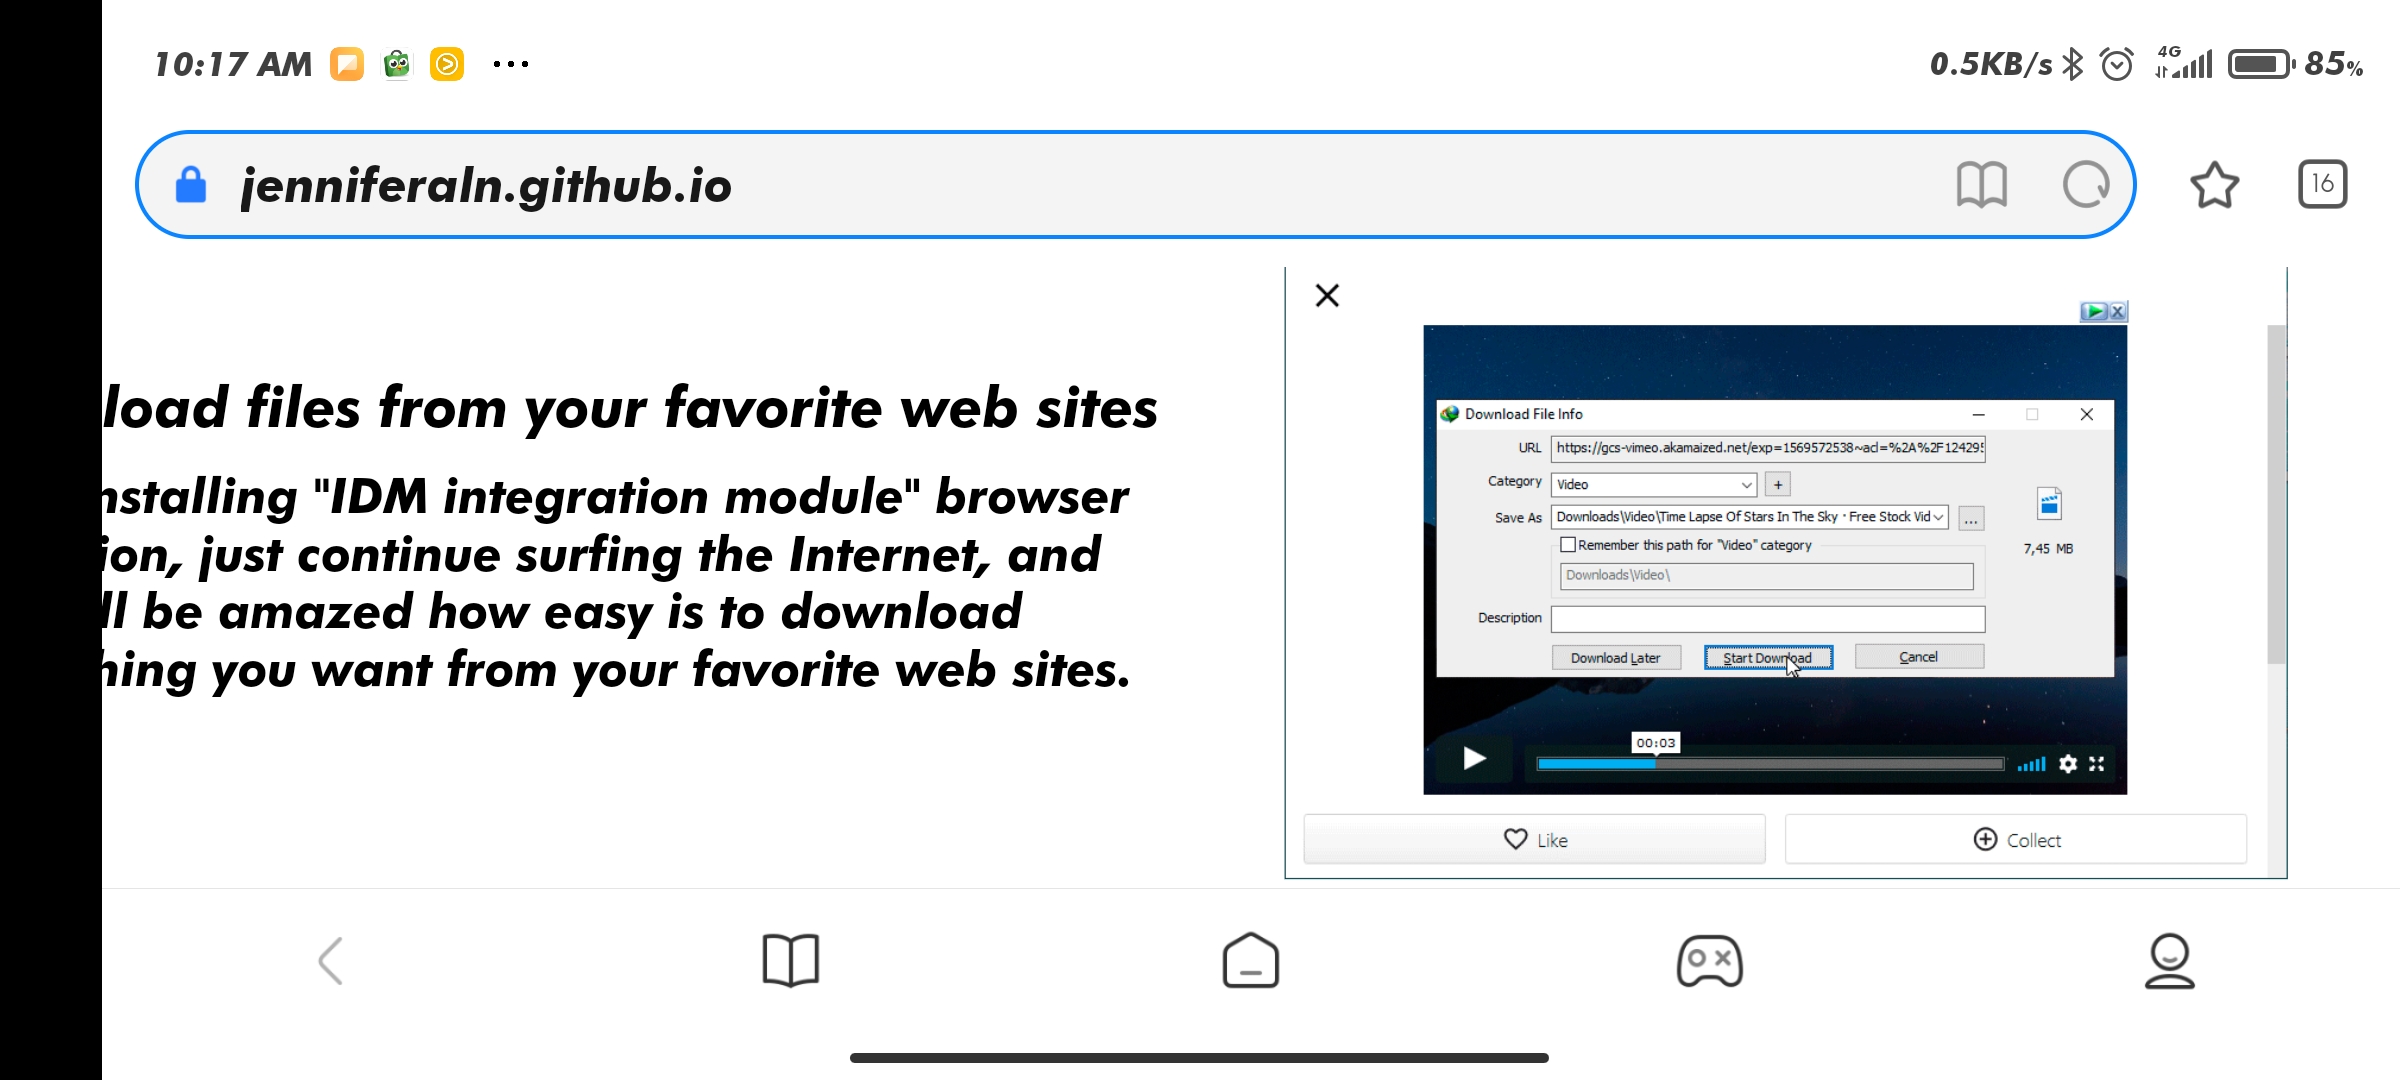 10:17 AM
0.5KB/s
4G
85%
jenniferaln.github.io
16
load files from your favorite web sites
nstalling "IDM integration module" browser
ion, just continue surfing the Internet, and
ll be amazed how easy is to download
hing you want from your favorite web sites.
Download File Info
URL
https://gcs-vimeo.akamaized.net/exp=1569572538~acl=%2A%2F12429
Category
Video
+
Save As
Downloads\Video\Time Lapse Of Stars In The Sky · Free Stock Vid
...
Remember this path for "Video" category
Downloads\Video\
7,45 MB
Description
Download Later
Start Download
Cancel
00:03
Like
Collect